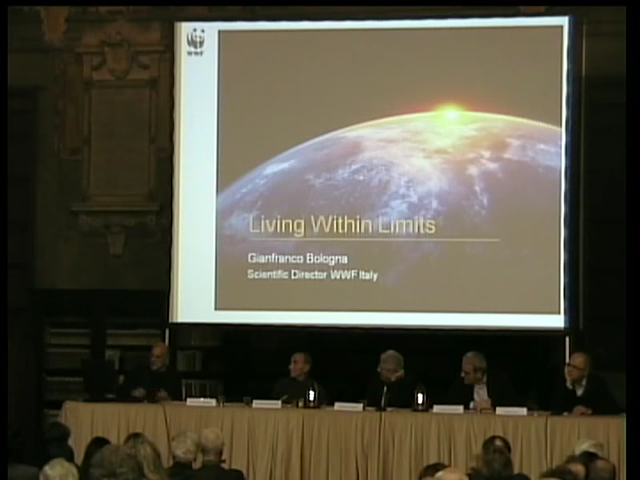 WWF
Living Within Limits
Gianfranco Bologna
Scientific Director WWF Italy